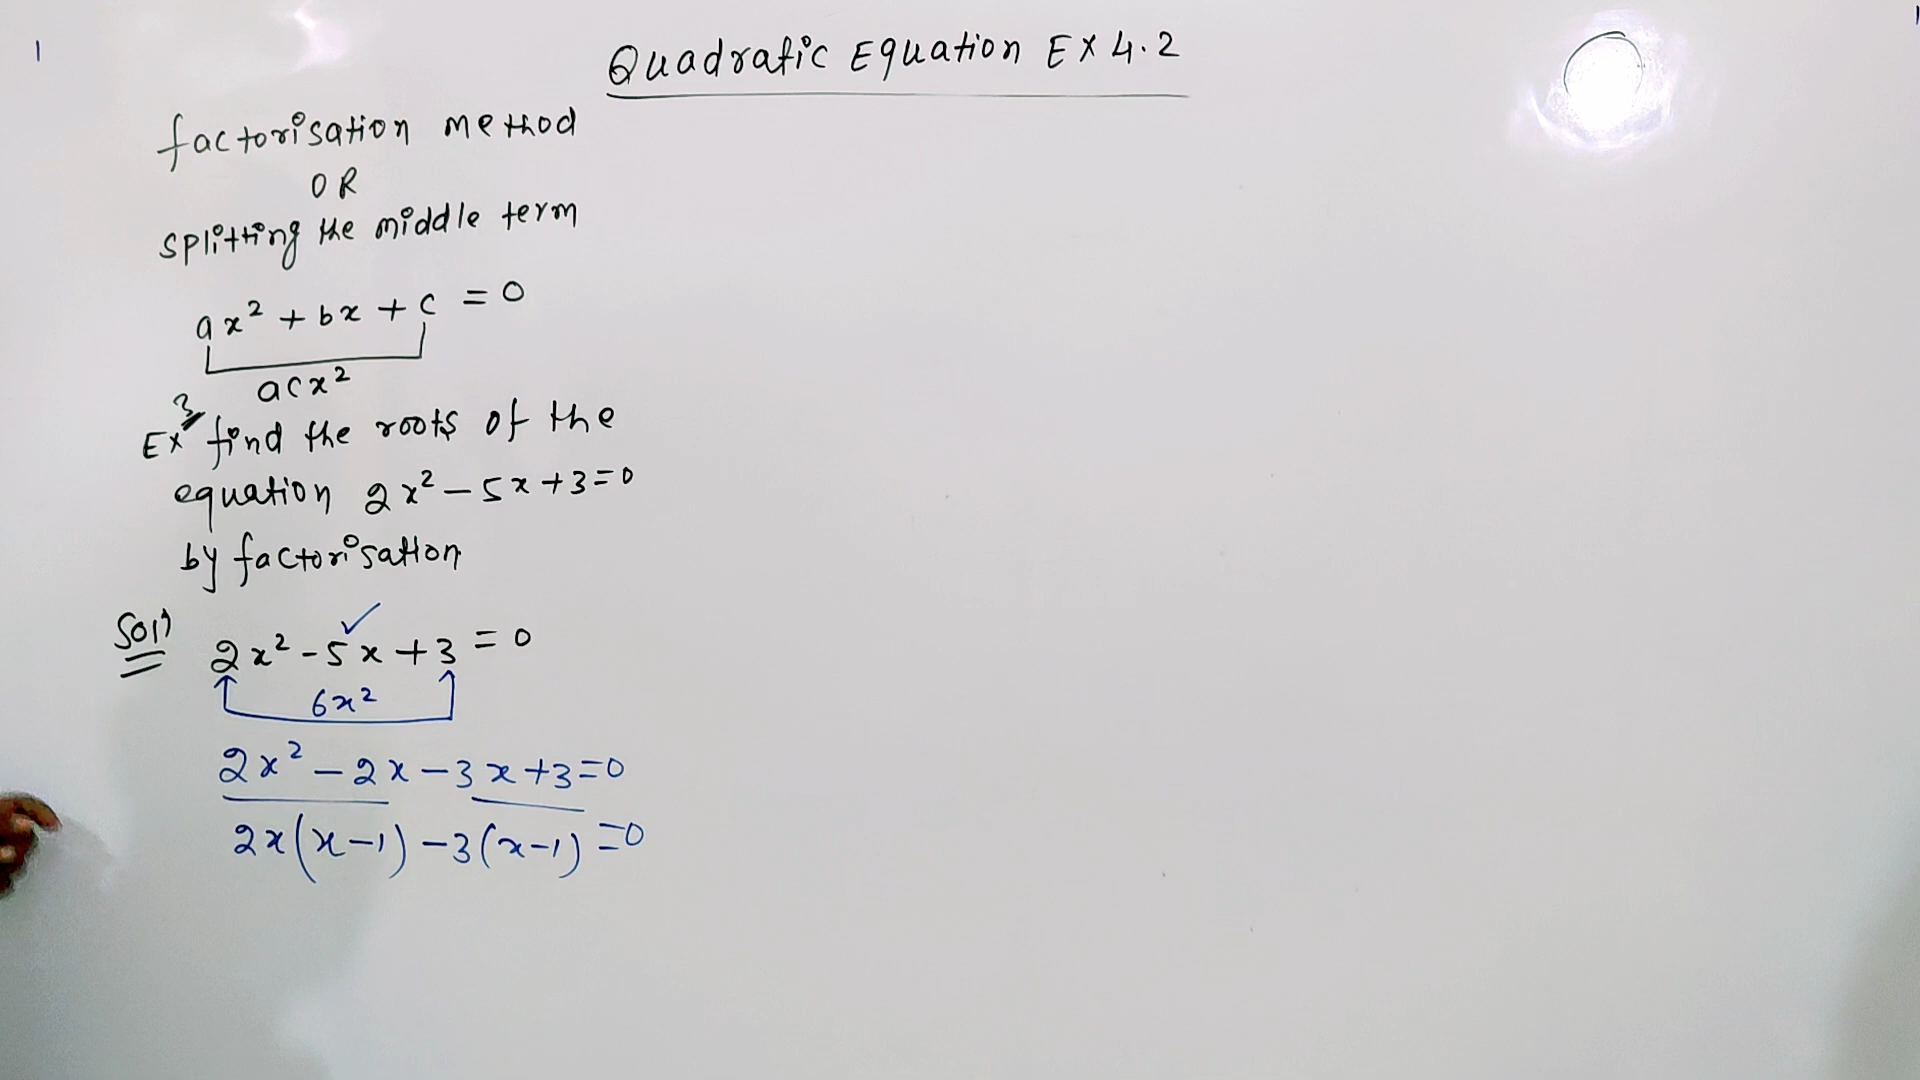 Quadratic Equation Ex 4.2
factorisation method
OR
splitting the middle term
ax² + bx + c = 0
acx²
Ex 3 find the roots of the
equation 2x² - 5x + 3 = 0
by factorisation
Soln 2x² - 5x + 3 = 0
6x²
2x² - 2x - 3x + 3 = 0
2x(x-1) - 3(x-1) = 0